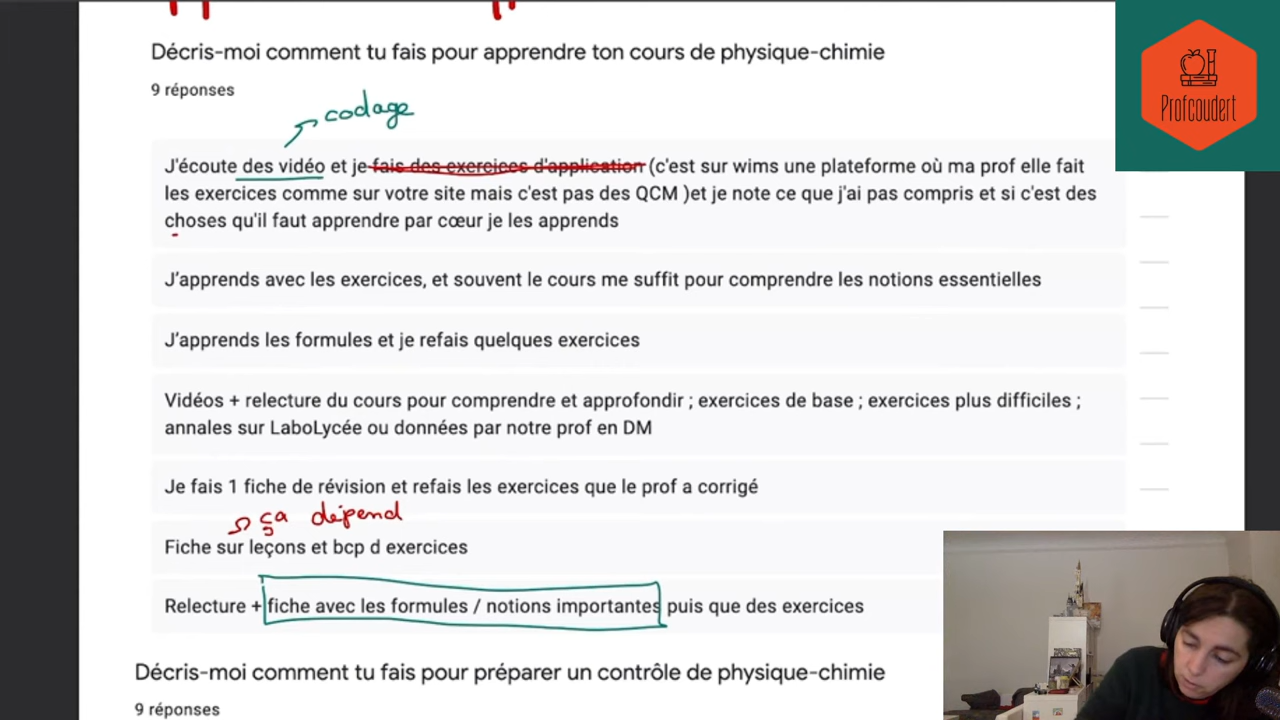 Décris-moi comment tu fais pour apprendre ton cours de physique-chimie
9 réponses
codage
J'écoute des vidéo et je fais des exercices d'application (c'est sur wims une plateforme où ma prof elle fait
les exercices comme sur votre site mais c'est pas des QCM )et je note ce que j'ai pas compris et si c'est des
choses qu'il faut apprendre par cœur je les apprends
J'apprends avec les exercices, et souvent le cours me suffit pour comprendre les notions essentielles
J'apprends les formules et je refais quelques exercices
Vidéos + relecture du cours pour comprendre et approfondir ; exercices de base ; exercices plus difficiles ;
annales sur LaboLycée ou données par notre prof en DM
Je fais 1 fiche de révision et refais les exercices que le prof a corrigé
ça dépend
Fiche sur leçons et bcp d exercices
Relecture + fiche avec les formules / notions importantes puis que des exercices
Décris-moi comment tu fais pour préparer un contrôle de physique-chimie
9 réponses
Profcoudert